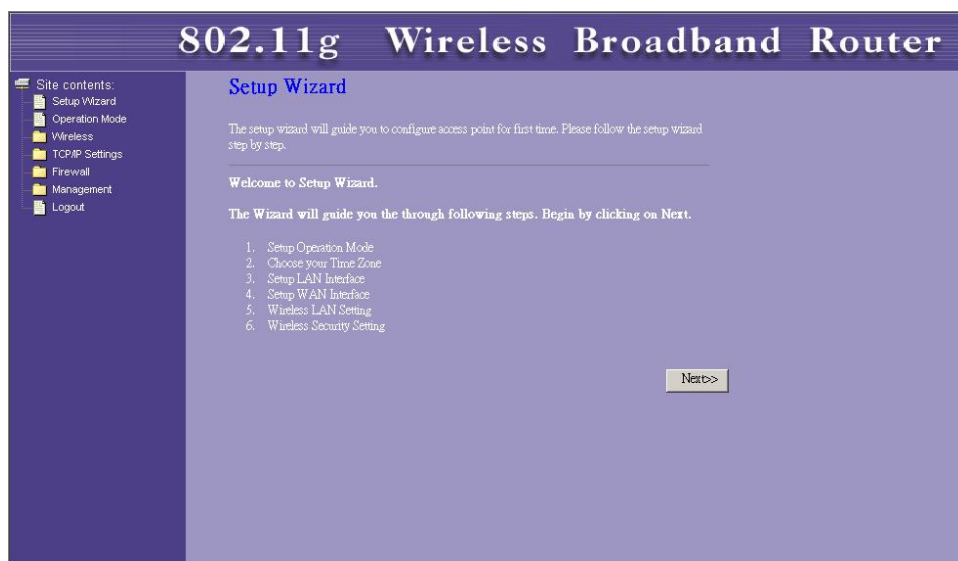 802.11g Wireless Broadband Router
Site contents:
Setup Wizard
Operation Mode
Wireless
TCP/IP Settings
Firewall
Management
Logout
Setup Wizard
The setup wizard will guide you to configure access point for first time. Please follow the setup wizard
step by step.
Welcome to Setup Wizard.
The Wizard will guide you the through following steps. Begin by clicking on Next.
1. Setup Operation Mode
2. Choose your Time Zone
3. Setup LAN Interface
4. Setup WAN Interface
5. Wireless LAN Setting
6. Wireless Security Setting
Next>>